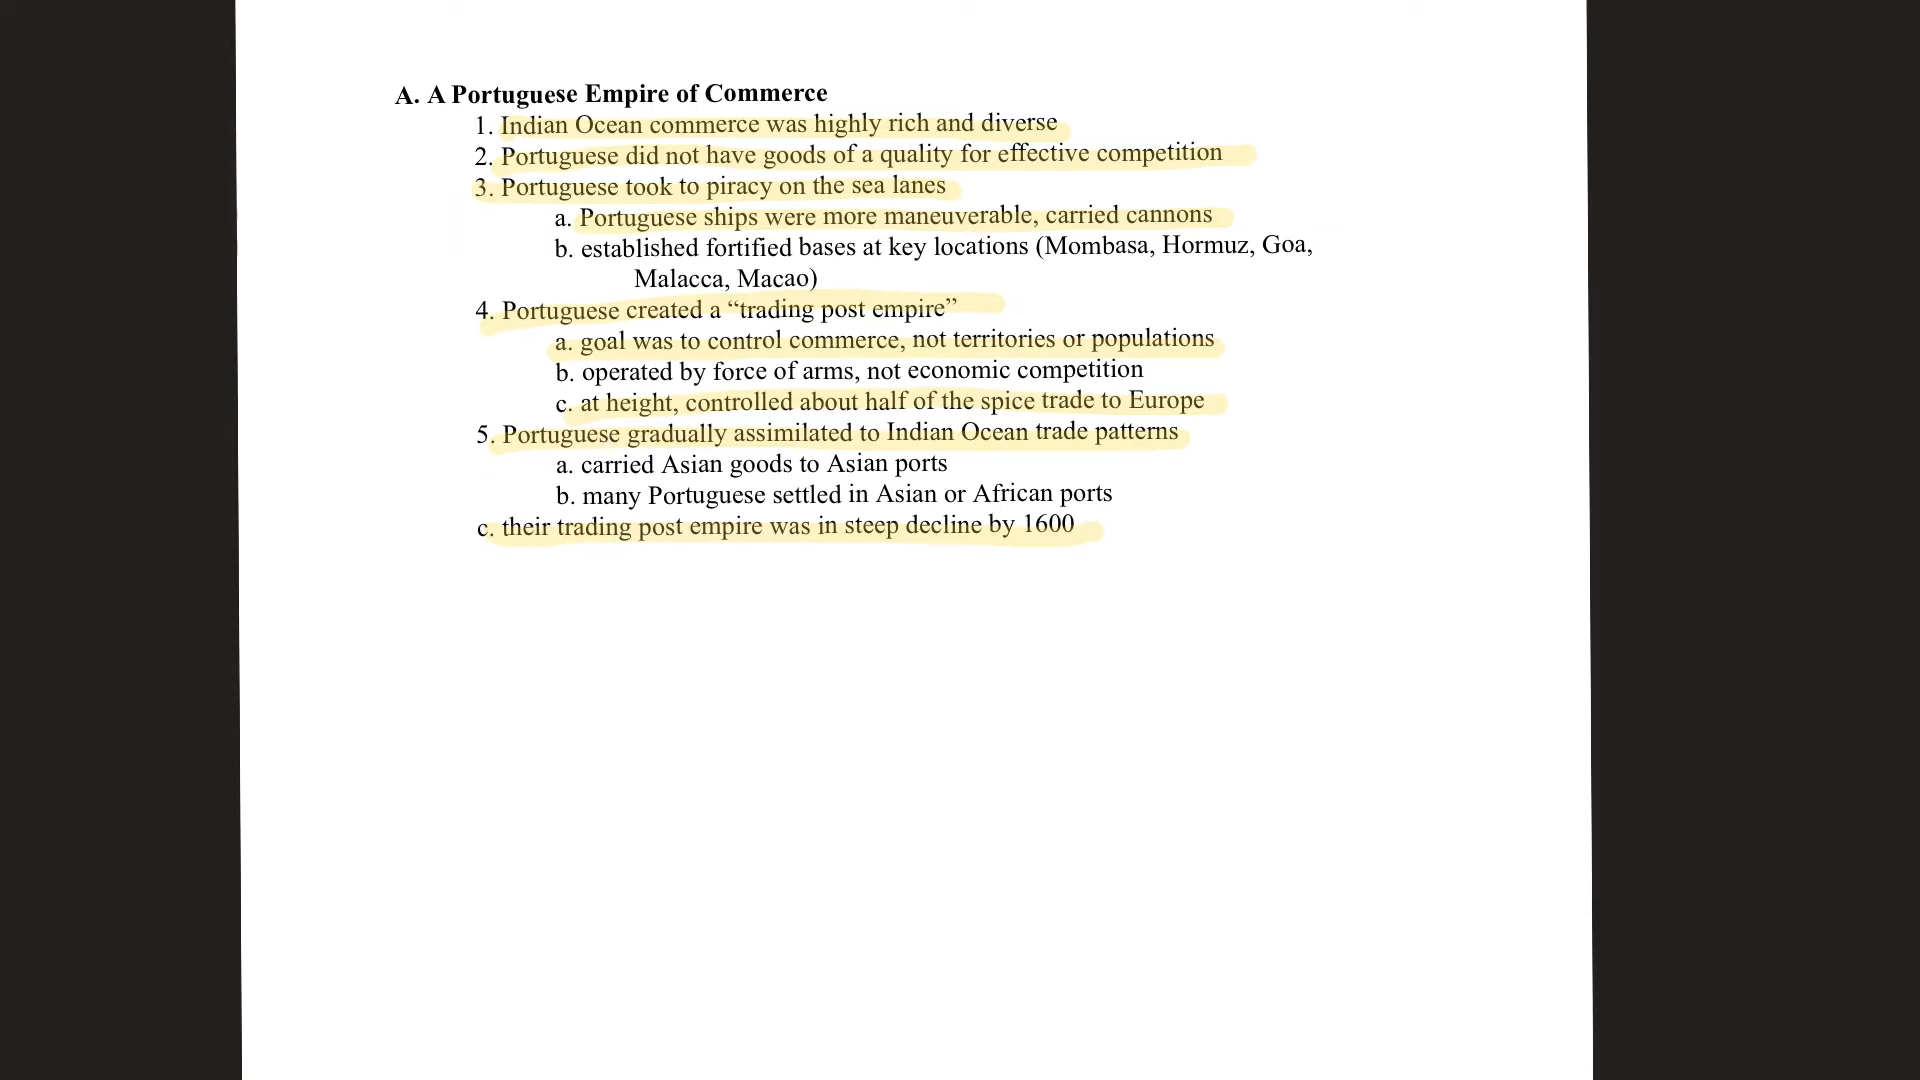 A. A Portuguese Empire of Commerce
1. Indian Ocean commerce was highly rich and diverse
2. Portuguese did not have goods of a quality for effective competition
3. Portuguese took to piracy on the sea lanes
a. Portuguese ships were more maneuverable, carried cannons
b. established fortified bases at key locations (Mombasa, Hormuz, Goa,
Malacca, Macao)
4. Portuguese created a “trading post empire”
a. goal was to control commerce, not territories or populations
b. operated by force of arms, not economic competition
c. at height, controlled about half of the spice trade to Europe
5. Portuguese gradually assimilated to Indian Ocean trade patterns
a. carried Asian goods to Asian ports
b. many Portuguese settled in Asian or African ports
c. their trading post empire was in steep decline by 1600